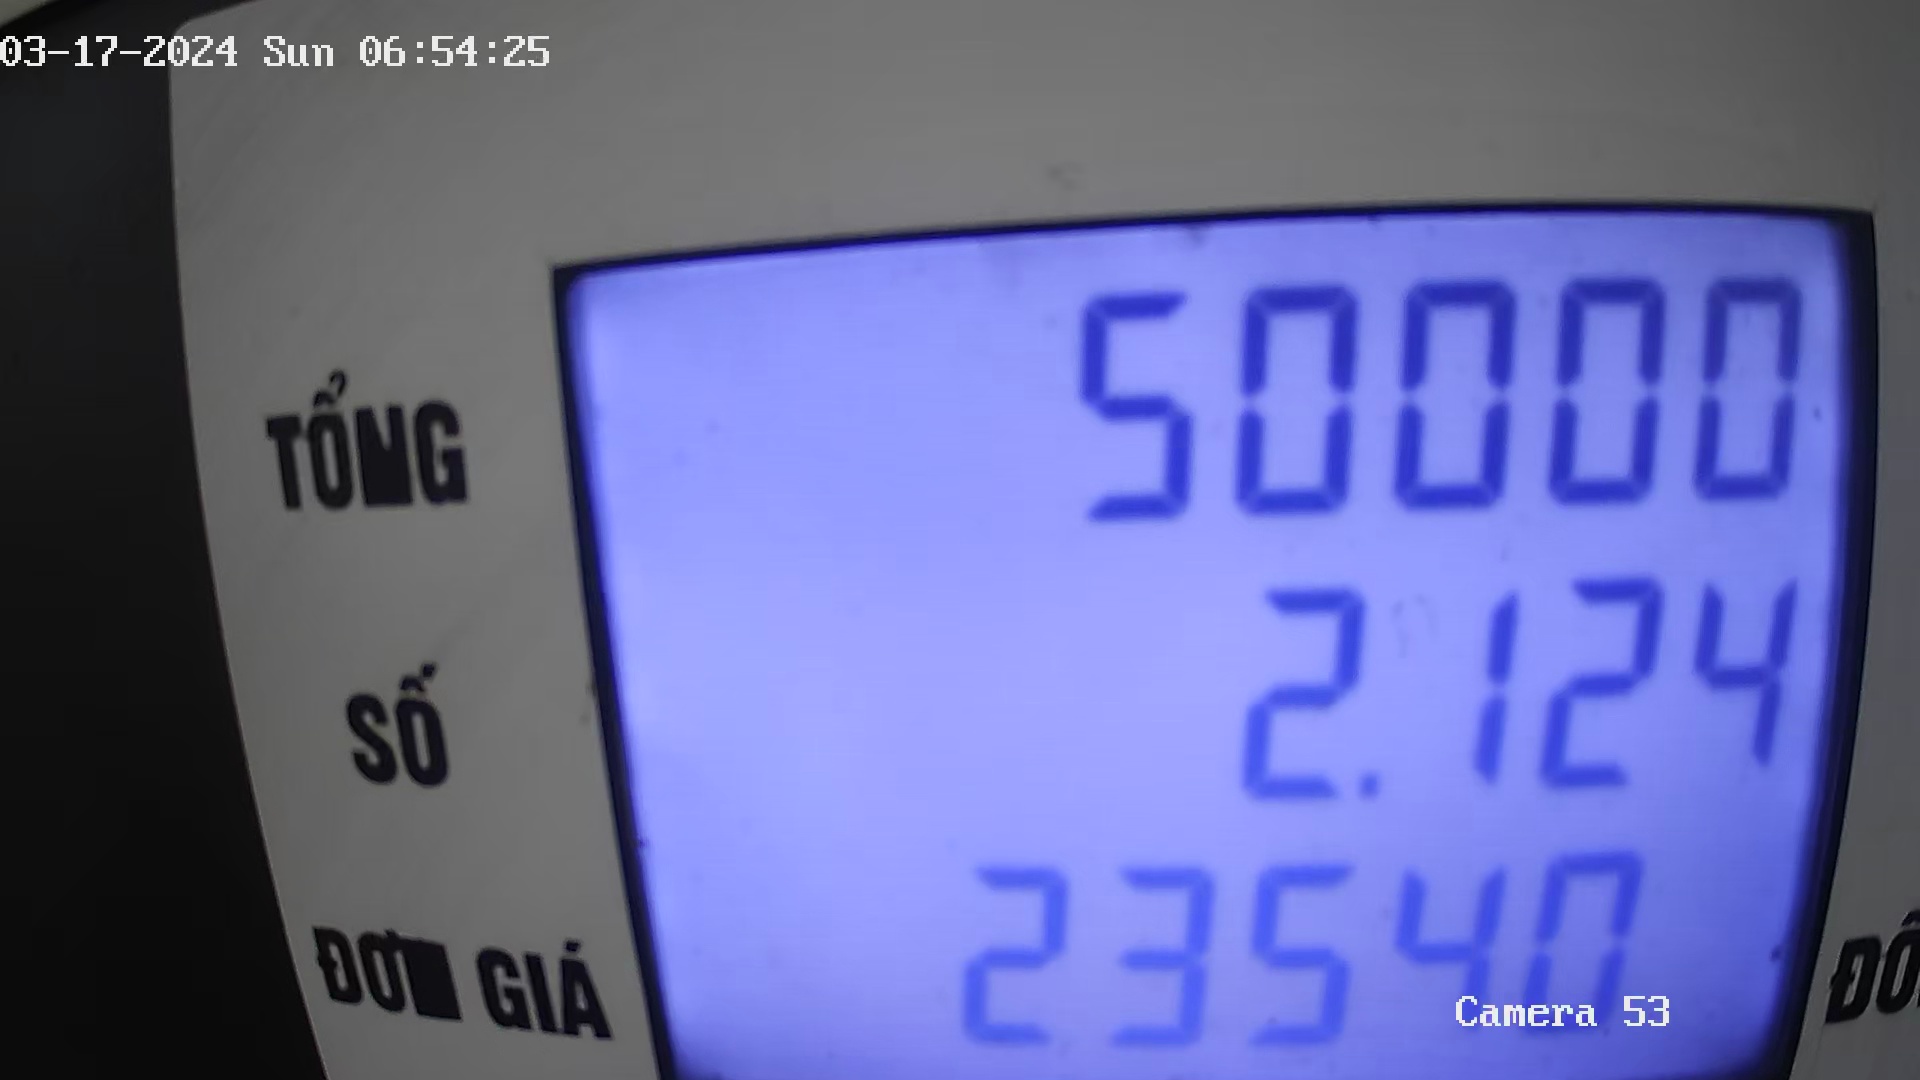 03-17-2024 Sun 06:54:25
TỔNG 50000
SỐ 2.124
ĐƠN GIÁ 23540
Camera 53